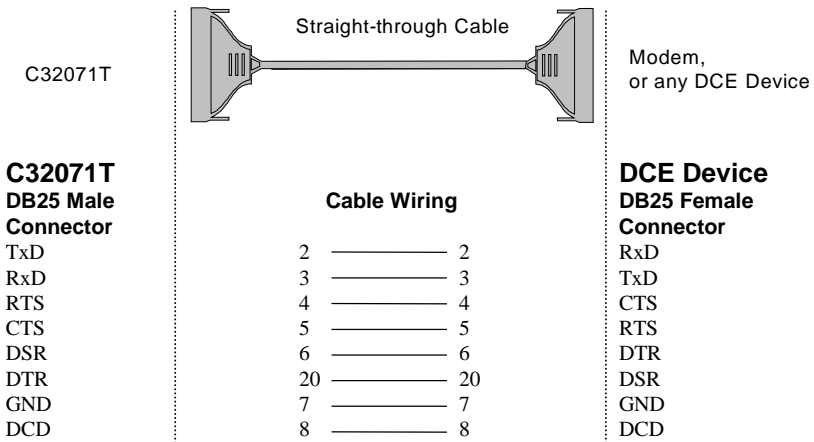 Straight-through Cable
C32071T
Modem,
or any DCE Device
C32071T
DB25 Male
Connector
Cable Wiring
DCE Device
DB25 Female
Connector
TxD 2 2 RxD
RxD 3 3 TxD
RTS 4 4 CTS
CTS 5 5 RTS
DSR 6 6 DTR
DTR 20 20 DSR
GND 7 7 GND
DCD 8 8 DCD